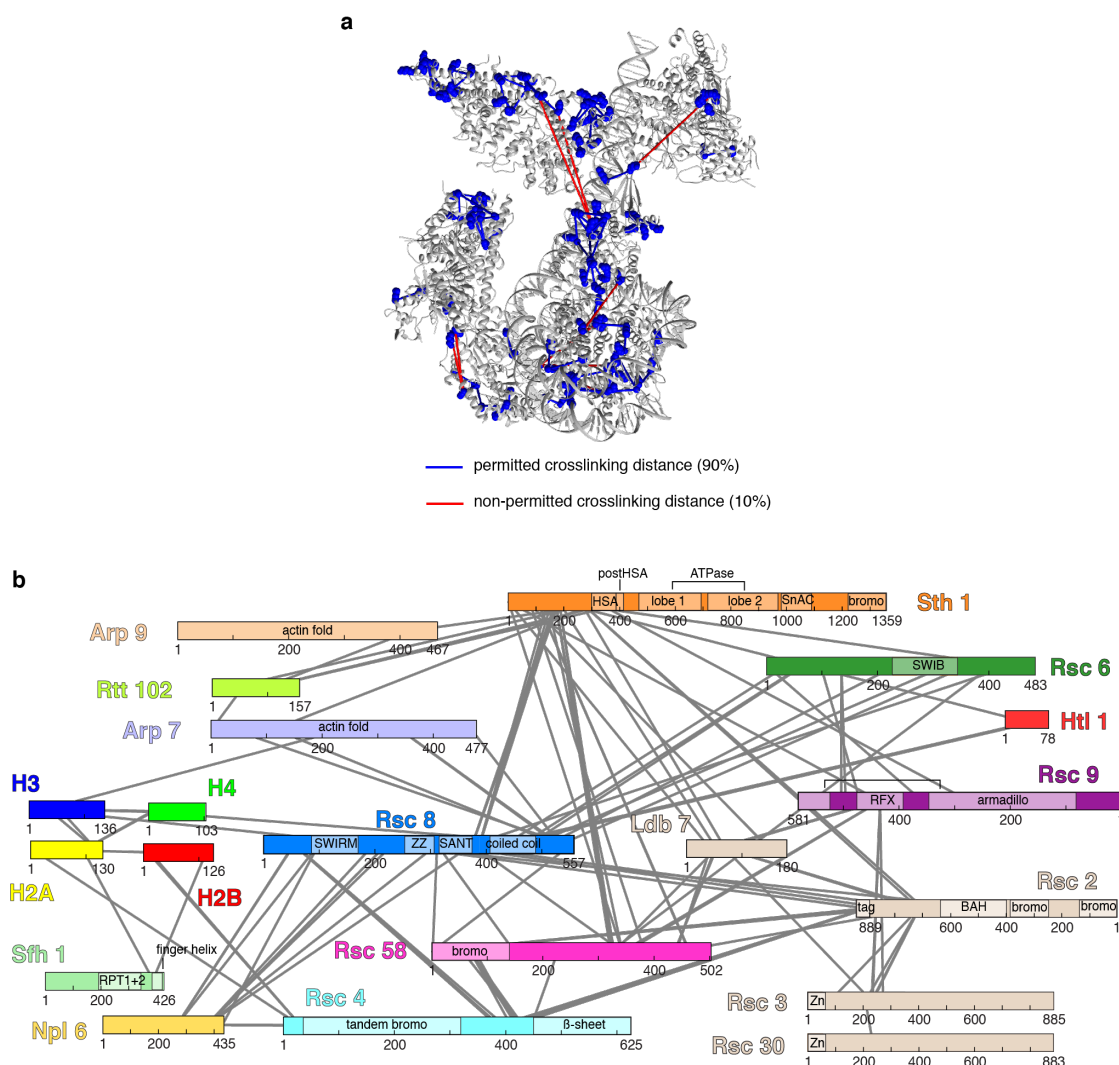 a
permitted crosslinking distance (90%)
non-permitted crosslinking distance (10%)
b
postHSA ATPase
HSA lobe 1 lobe 2 SnAC bromo Sth 1
1 200 400 600 800 1000 1200 1359
Arp 9 actin fold
1 200 400 467
SWIB Rsc 6
1 200 400 483
Rtt 102
1 157
Arp 7 actin fold
1 200 400 477
Htl 1
1 78
H3 H4
1 136 1 103
Rsc 9
RFX armadillo
581 400 200 1
Rsc 8
SWIRM ZZ SANT coiled coil
1 200 400 557
Ldb 7
1 180
1 130 1 126
H2A H2B
Rsc 2
tag BAH bromo bromo
889 600 400 200 1
Sfh 1 finger helix
RPT1+2
1 200 426
Rsc 58 bromo
1 200 400 502
Rsc 4
tandem bromo ß-sheet
1 200 400 625
Npl 6
1 200 435
Rsc 3 Zn
1 200 400 600 885
Rsc 30 Zn
1 200 400 600 883